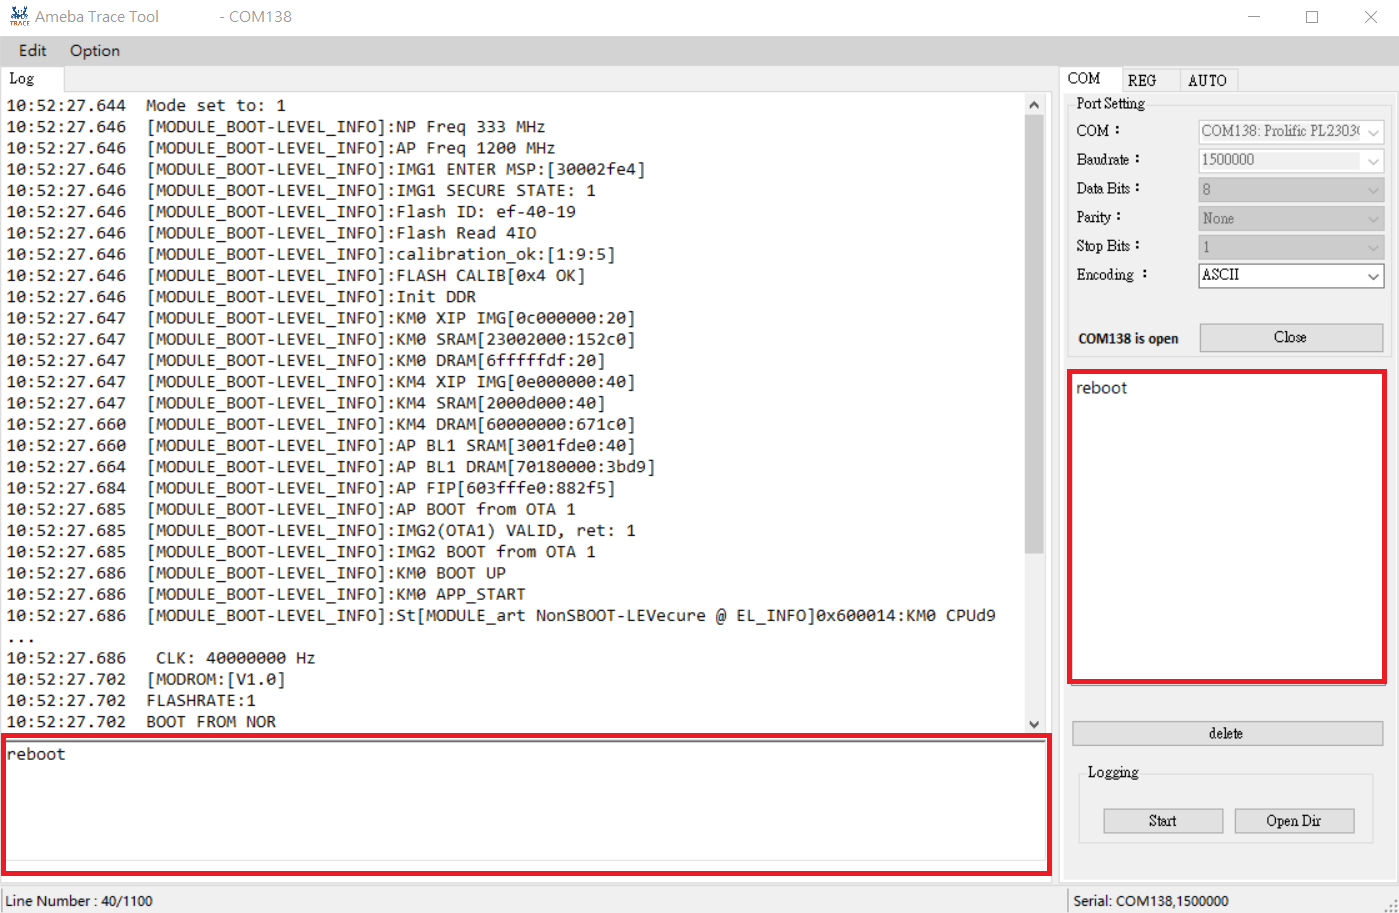 TRACE Ameba Trace Tool - COM138
Edit Option
Log
10:52:27.644 Mode set to: 1
10:52:27.646 [MODULE_BOOT-LEVEL_INFO]:NP Freq 333 MHz
10:52:27.646 [MODULE_BOOT-LEVEL_INFO]:AP Freq 1200 MHz
10:52:27.646 [MODULE_BOOT-LEVEL_INFO]:IMG1 ENTER MSP:[30002fe4]
10:52:27.646 [MODULE_BOOT-LEVEL_INFO]:IMG1 SECURE STATE: 1
10:52:27.646 [MODULE_BOOT-LEVEL_INFO]:Flash ID: ef-40-19
10:52:27.646 [MODULE_BOOT-LEVEL_INFO]:Flash Read 4IO
10:52:27.646 [MODULE_BOOT-LEVEL_INFO]:calibration_ok:[1:9:5]
10:52:27.646 [MODULE_BOOT-LEVEL_INFO]:FLASH CALIB[0x4 OK]
10:52:27.646 [MODULE_BOOT-LEVEL_INFO]:Init DDR
10:52:27.647 [MODULE_BOOT-LEVEL_INFO]:KM0 XIP IMG[0c000000:20]
10:52:27.647 [MODULE_BOOT-LEVEL_INFO]:KM0 SRAM[23002000:152c0]
10:52:27.647 [MODULE_BOOT-LEVEL_INFO]:KM0 DRAM[6fffffdf:20]
10:52:27.647 [MODULE_BOOT-LEVEL_INFO]:KM4 XIP IMG[0e000000:40]
10:52:27.647 [MODULE_BOOT-LEVEL_INFO]:KM4 SRAM[2000d000:40]
10:52:27.660 [MODULE_BOOT-LEVEL_INFO]:KM4 DRAM[60000000:671c0]
10:52:27.660 [MODULE_BOOT-LEVEL_INFO]:AP BL1 SRAM[3001fde0:40]
10:52:27.664 [MODULE_BOOT-LEVEL_INFO]:AP BL1 DRAM[70180000:3bd9]
10:52:27.684 [MODULE_BOOT-LEVEL_INFO]:AP FIP[603fffe0:882f5]
10:52:27.685 [MODULE_BOOT-LEVEL_INFO]:AP BOOT from OTA 1
10:52:27.685 [MODULE_BOOT-LEVEL_INFO]:IMG2(OTA1) VALID, ret: 1
10:52:27.685 [MODULE_BOOT-LEVEL_INFO]:IMG2 BOOT from OTA 1
10:52:27.686 [MODULE_BOOT-LEVEL_INFO]:KM0 BOOT UP
10:52:27.686 [MODULE_BOOT-LEVEL_INFO]:KM0 APP_START
10:52:27.686 [MODULE_BOOT-LEVEL_INFO]:St[MODULE_art NonSBOOT-LEVecure @ EL_INFO]0x600014:KM0 CPUd9
...
10:52:27.686 CLK: 40000000 Hz
10:52:27.702 [MODROM:[V1.0]
10:52:27.702 FLASHRATE:1
10:52:27.702 BOOT FROM NOR
reboot
Line Number : 40/1100
COM REG AUTO
Port Setting
COM : COM138: Prolific PL2303G
Baudrate : 1500000
Data Bits : 8
Parity : None
Stop Bits : 1
Encoding : ASCII
COM138 is open Close
reboot
delete
Logging
Start Open Dir
Serial: COM138,1500000